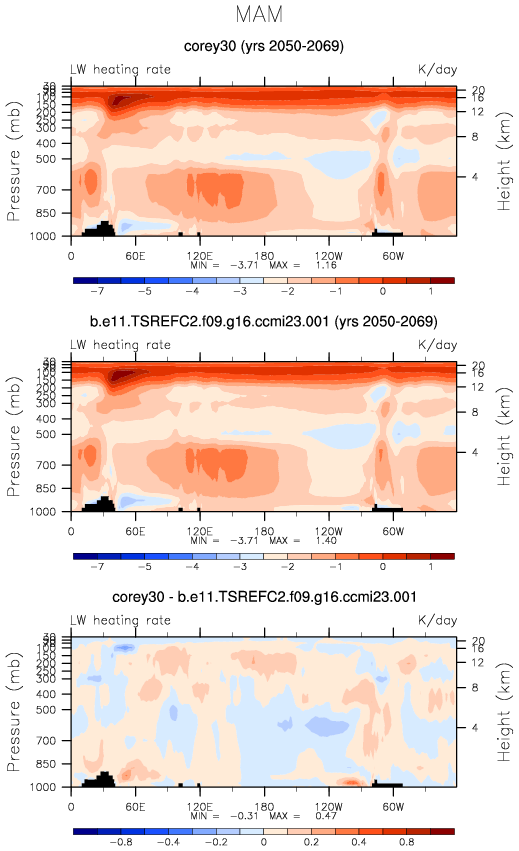 MAM
corey30 (yrs 2050-2069)
LW heating rate K/day
Pressure (mb)
Height (km)
100
150
200
250
300
400
500
700
850
1000
20
16
12
8
4
0 60E 120E 180 120W 60W
MIN = -3.71 MAX = 1.16
-7 -5 -4 -3 -2 -1 0 1
b.e11.TSREFC2.f09.g16.ccmi23.001 (yrs 2050-2069)
LW heating rate K/day
Pressure (mb)
Height (km)
100
150
200
250
300
400
500
700
850
1000
20
16
12
8
4
0 60E 120E 180 120W 60W
MIN = -3.71 MAX = 1.40
-7 -5 -4 -3 -2 -1 0 1
corey30 - b.e11.TSREFC2.f09.g16.ccmi23.001
LW heating rate K/day
Pressure (mb)
Height (km)
100
150
200
250
300
400
500
700
850
1000
20
16
12
8
4
0 60E 120E 180 120W 60W
MIN = -0.31 MAX = 0.47
-0.8 -0.4 -0.2 0 0.2 0.4 0.8